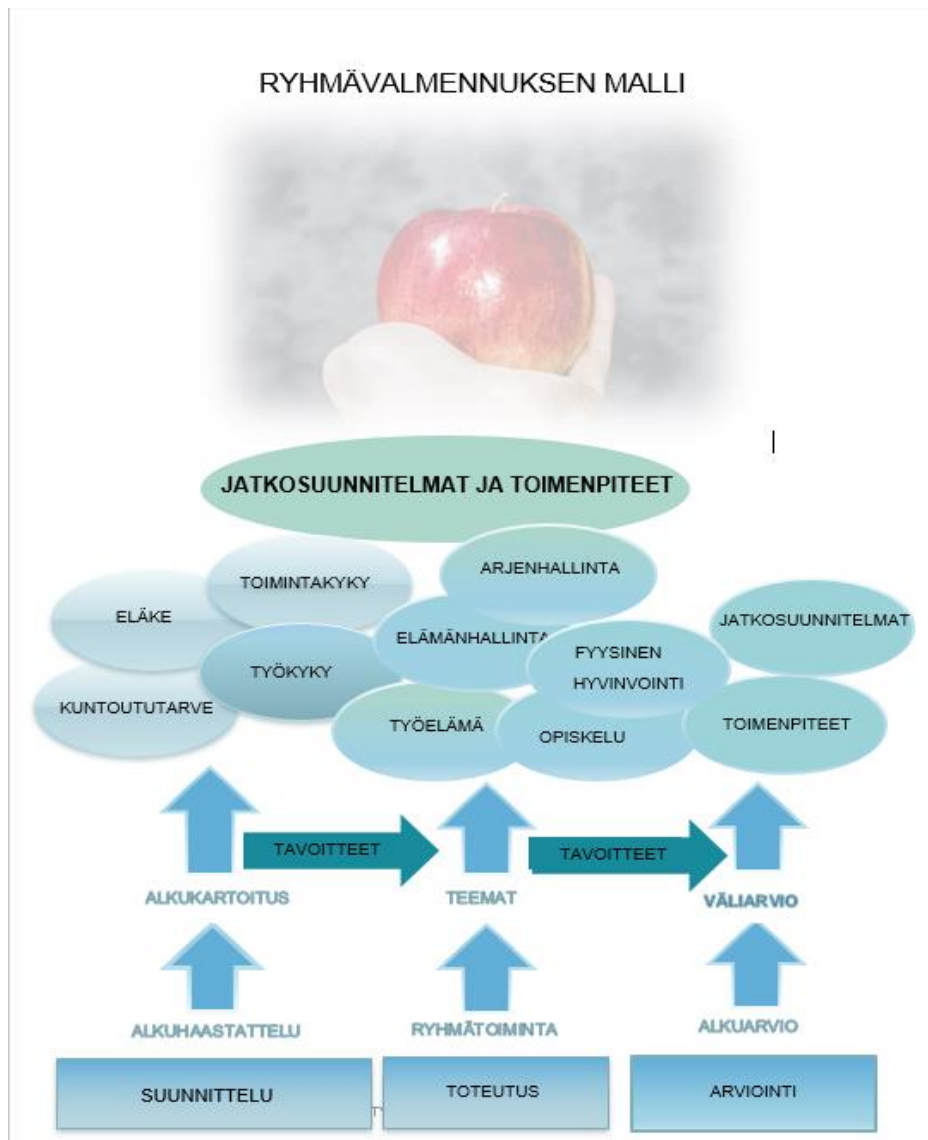 RYHMÄVALMENNUKSEN MALLI
JATKOSUUNNITELMAT JA TOIMENPITEET
ARJENHALLINTA
TOIMINTAKYKY
ELÄKE
JATKOSUUNNITELMAT
ELÄMÄNHALLINTA
FYYSINEN
HYVINVOINTI
TYÖKYKY
KUNTOUTUTARVE
TYÖELÄMÄ
OPISKELU
TOIMENPITEET
TAVOITTEET
TAVOITTEET
ALKUKARTOITUS
TEEMAT
VÄLIARVIO
ALKUHAASTATTELU
RYHMÄTOIMINTA
ALKUARVIO
SUUNNITTELU
TOTEUTUS
ARVIOINTI